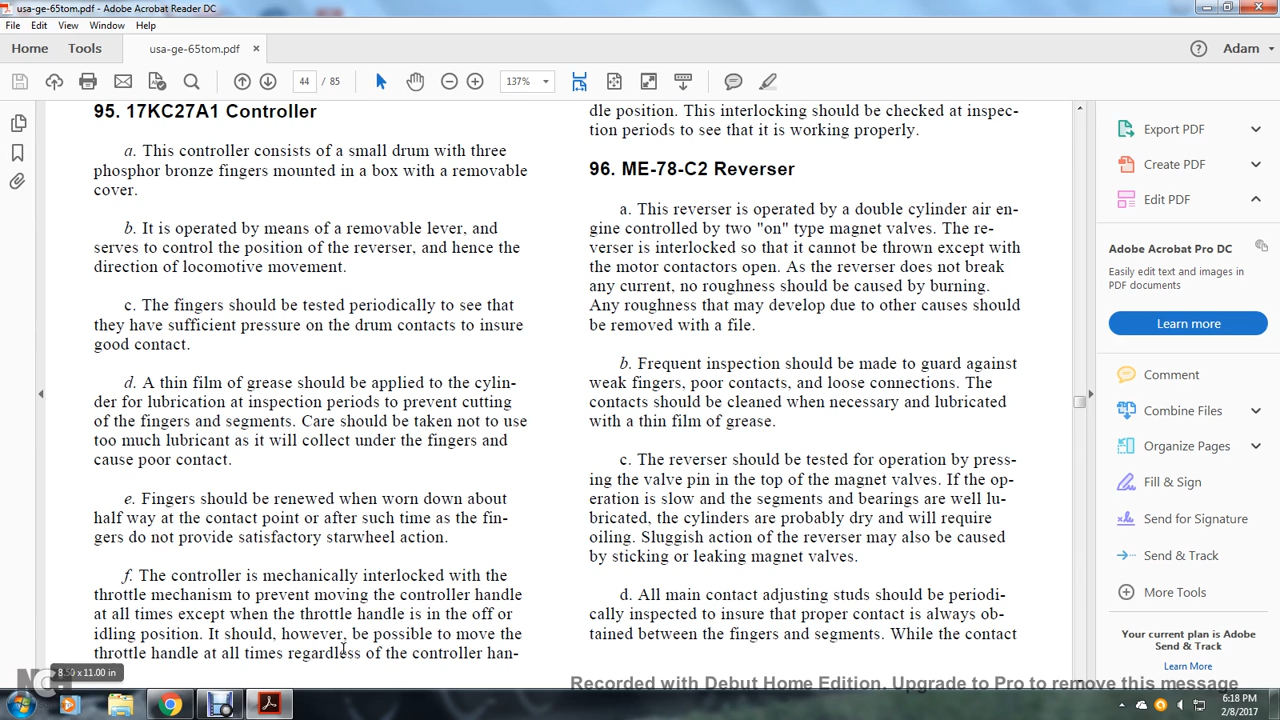 usa-ge-65tom.pdf - Adobe Acrobat Reader DC
File Edit View Window Help
Home Tools usa-ge-65tom.pdf × Adam
44 / 85 137%
95. 17KC27A1 Controller
a. This controller consists of a small drum with three
phosphor bronze fingers mounted in a box with a removable
cover.
b. It is operated by means of a removable lever, and
serves to control the position of the reverser, and hence the
direction of locomotive movement.
c. The fingers should be tested periodically to see that
they have sufficient pressure on the drum contacts to insure
good contact.
d. A thin film of grease should be applied to the cylin-
der for lubrication at inspection periods to prevent cutting
of the fingers and segments. Care should be taken not to use
too much lubricant as it will collect under the fingers and
cause poor contact.
e. Fingers should be renewed when worn down about
half way at the contact point or after such time as the fin-
gers do not provide satisfactory starwheel action.
f. The controller is mechanically interlocked with the
throttle mechanism to prevent moving the controller handle
at all times except when the throttle handle is in the off or
idling position. It should, however, be possible to move the
throttle handle at all times regardless of the controller han-
dle position. This interlocking should be checked at inspec-
tion periods to see that it is working properly.
96. ME-78-C2 Reverser
a. This reverser is operated by a double cylinder air en-
gine controlled by two "on" type magnet valves. The re-
verser is interlocked so that it cannot be thrown except with
the motor contactors open. As the reverser does not break
any current, no roughness should be caused by burning.
Any roughness that may develop due to other causes should
be removed with a file.
b. Frequent inspection should be made to guard against
weak fingers, poor contacts, and loose connections. The
contacts should be cleaned when necessary and lubricated
with a thin film of grease.
c. The reverser should be tested for operation by press-
ing the valve pin in the top of the magnet valves. If the op-
eration is slow and the segments and bearings are well lu-
bricated, the cylinders are probably dry and will require
oiling. Sluggish action of the reverser may also be caused
by sticking or leaking magnet valves.
d. All main contact adjusting studs should be periodi-
cally inspected to insure that proper contact is always ob-
tained between the fingers and segments. While the contact
Export PDF
Create PDF
Edit PDF
Adobe Acrobat Pro DC
Easily edit text and images in
PDF documents
Learn more
Comment
Combine Files
Organize Pages
Fill & Sign
Send for Signature
Send & Track
More Tools
Your current plan is Adobe
Send & Track
Learn More
8.50 x 11.00 in
NCH
Recorded with Debut Home Edition. Upgrade to Pro to remove this message
6:18 PM
2/8/2017